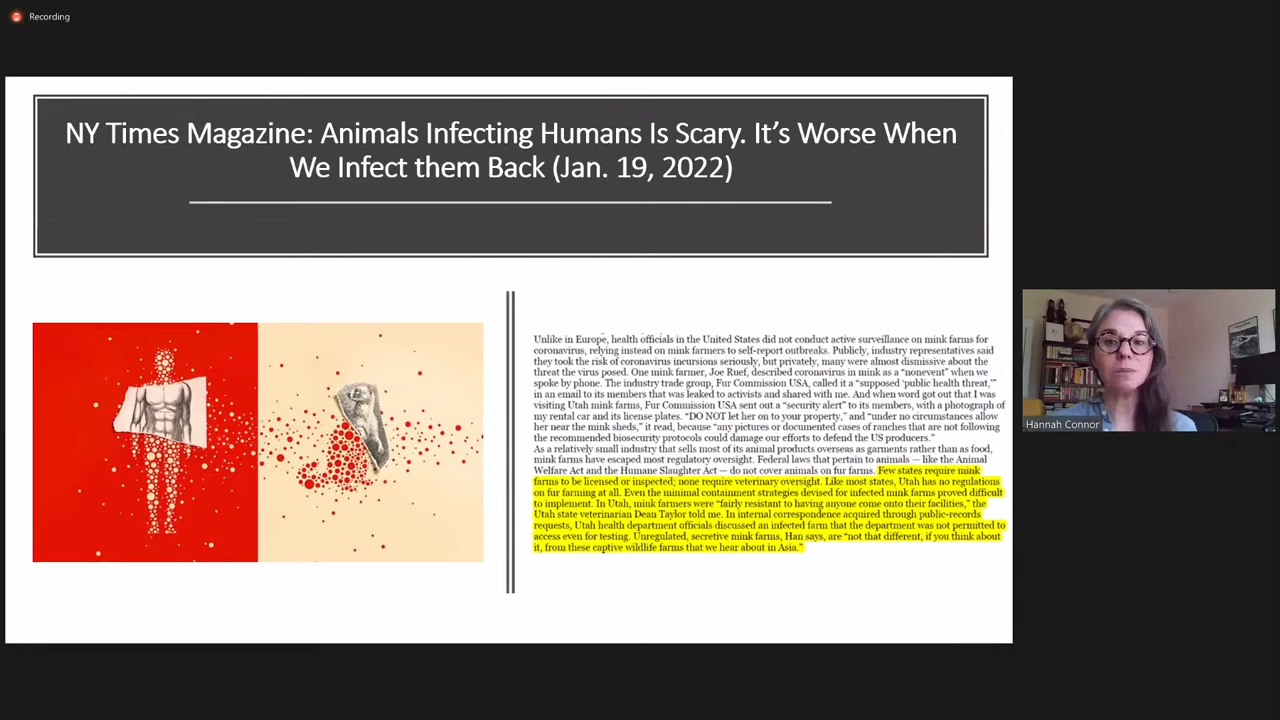 Recording
NY Times Magazine: Animals Infecting Humans Is Scary. It’s Worse When
We Infect them Back (Jan. 19, 2022)
Unlike in Europe, health officials in the United States did not conduct active surveillance on mink farms for
coronavirus, relying instead on mink farmers to self-report outbreaks. Publicly, industry representatives said
they took the risk of coronavirus incursions seriously, but privately, many were almost dismissive about the
threat the virus posed. One mink farmer, Joe Ruef, described coronavirus in mink as a “nonevent” when we
spoke by phone. The industry trade group, Fur Commission USA, called it a “supposed ‘public health threat,’”
in an email to its members that was leaked to activists and shared with me. And when word got out that I was
visiting Utah mink farms, Fur Commission USA sent out a “security alert” to its members, with a photograph of
my rental car and its license plates. “DO NOT let her on to your property,” and “under no circumstances allow
her near the mink sheds,” it read, because “any pictures or documented cases of ranches that are not following
the recommended biosecurity protocols could damage our efforts to defend the US producers.”
As a relatively small industry that sells most of its animal products overseas as garments rather than as food,
mink farms have escaped most regulatory oversight. Federal laws that pertain to animals — like the Animal
Welfare Act and the Humane Slaughter Act — do not cover animals on fur farms. Few states require mink
farms to be licensed or inspected; none require veterinary oversight. Like most states, Utah has no regulations
on fur farming at all. Even the minimal containment strategies devised for infected mink farms proved difficult
to implement. In Utah, mink farmers were “fairly resistant to having anyone come onto their facilities,” the
Utah state veterinarian Dean Taylor told me. In internal correspondence acquired through public-records
requests, Utah health department officials discussed an infected farm that the department was not permitted to
access even for testing. Unregulated, secretive mink farms, Han says, are “not that different, if you think about
it, from these captive wildlife farms that we hear about in Asia.”
Hannah Connor